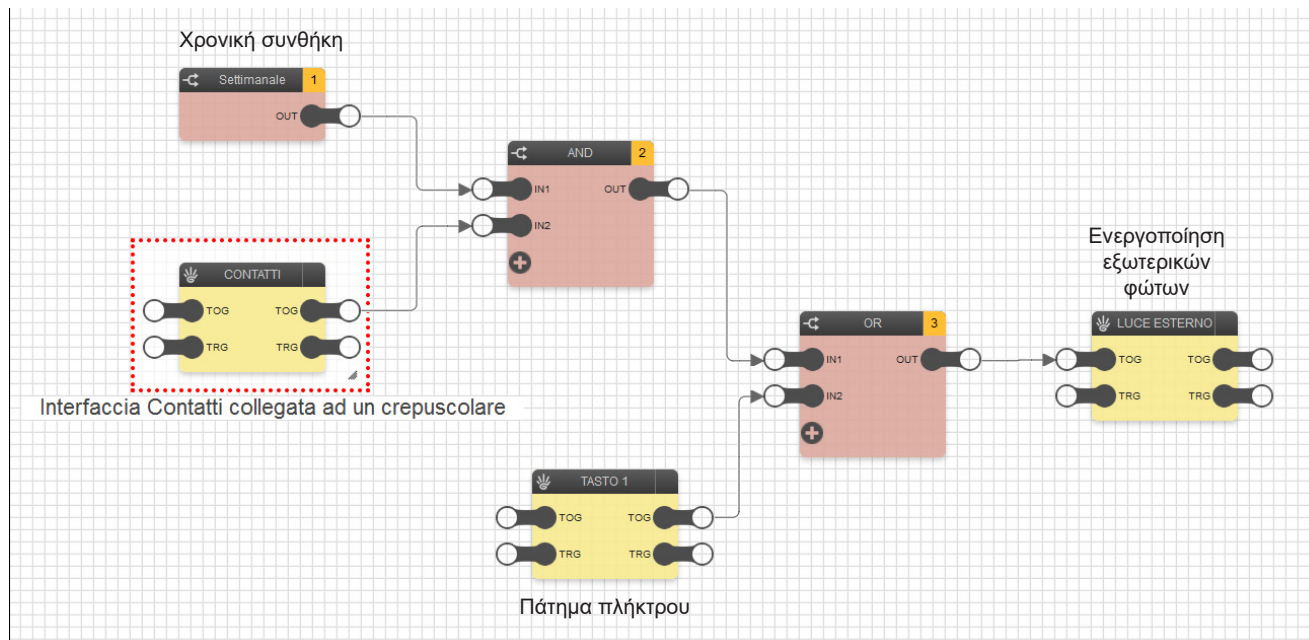 Χρονική συνθήκη
Settimanale 1
OUT
AND 2
IN1 OUT
IN2
CONTATTI
TOG TOG
TRG TRG
Interfaccia Contatti collegata ad un crepuscolare
Ενεργοποίηση
εξωτερικών
φώτων
OR 3
IN1 OUT
IN2
LUCE ESTERNO
TOG TOG
TRG TRG
TASTO 1
TOG TOG
TRG TRG
Πάτημα πλήκτρου